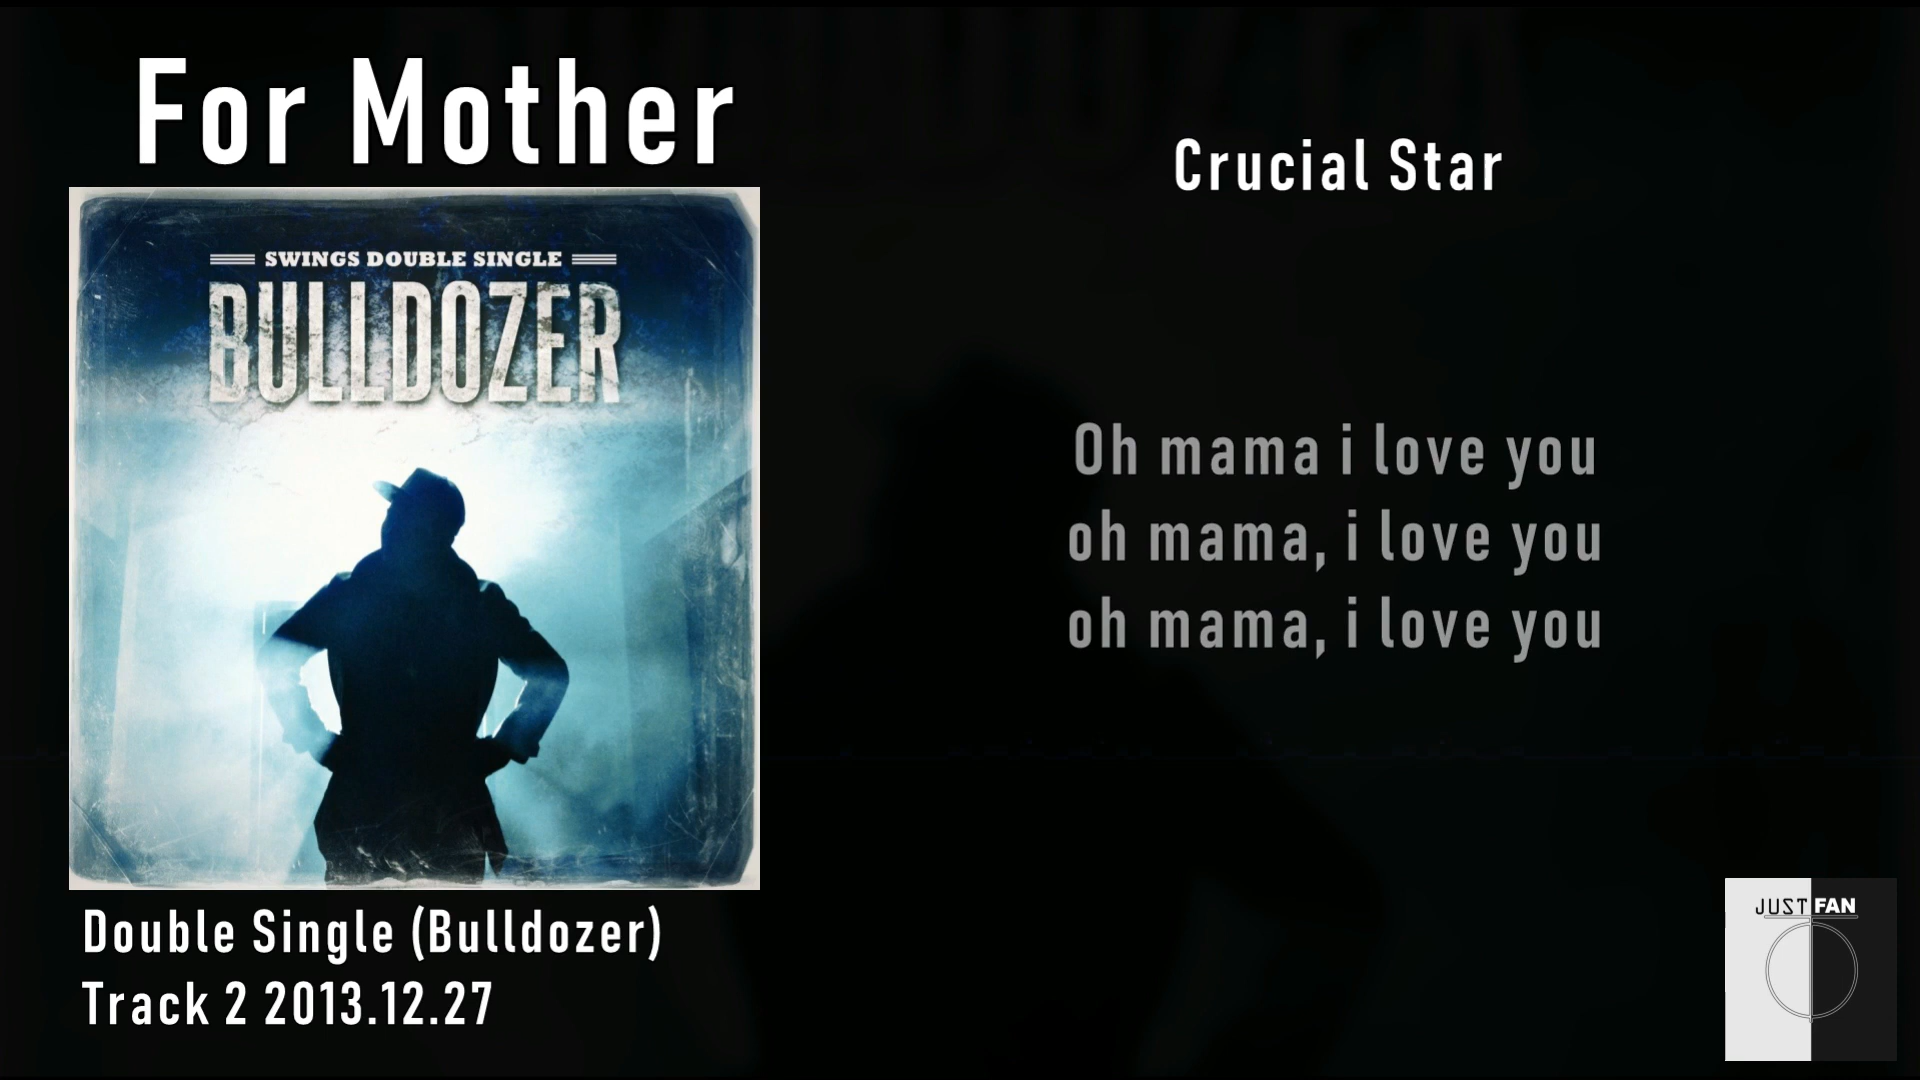 For Mother
SWINGS DOUBLE SINGLE
BULLDOZER
Double Single (Bulldozer)
Track 2 2013.12.27
Crucial Star
Oh mama i love you
oh mama, i love you
oh mama, i love you
JUST FAN